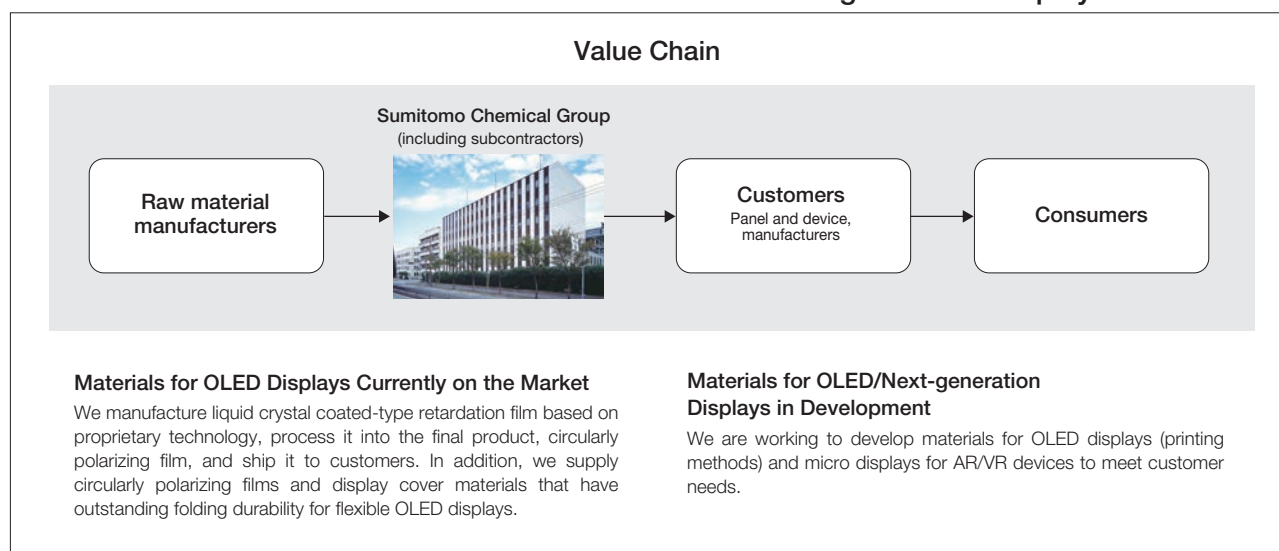 Value Chain
Sumitomo Chemical Group
(including subcontractors)
Raw material
manufacturers
Customers
Panel and device,
manufacturers
Consumers
Materials for OLED Displays Currently on the Market
We manufacture liquid crystal coated-type retardation film based on
proprietary technology, process it into the final product, circularly
polarizing film, and ship it to customers. In addition, we supply
circularly polarizing films and display cover materials that have
outstanding folding durability for flexible OLED displays.
Materials for OLED/Next-generation
Displays in Development
We are working to develop materials for OLED displays (printing
methods) and micro displays for AR/VR devices to meet customer
needs.